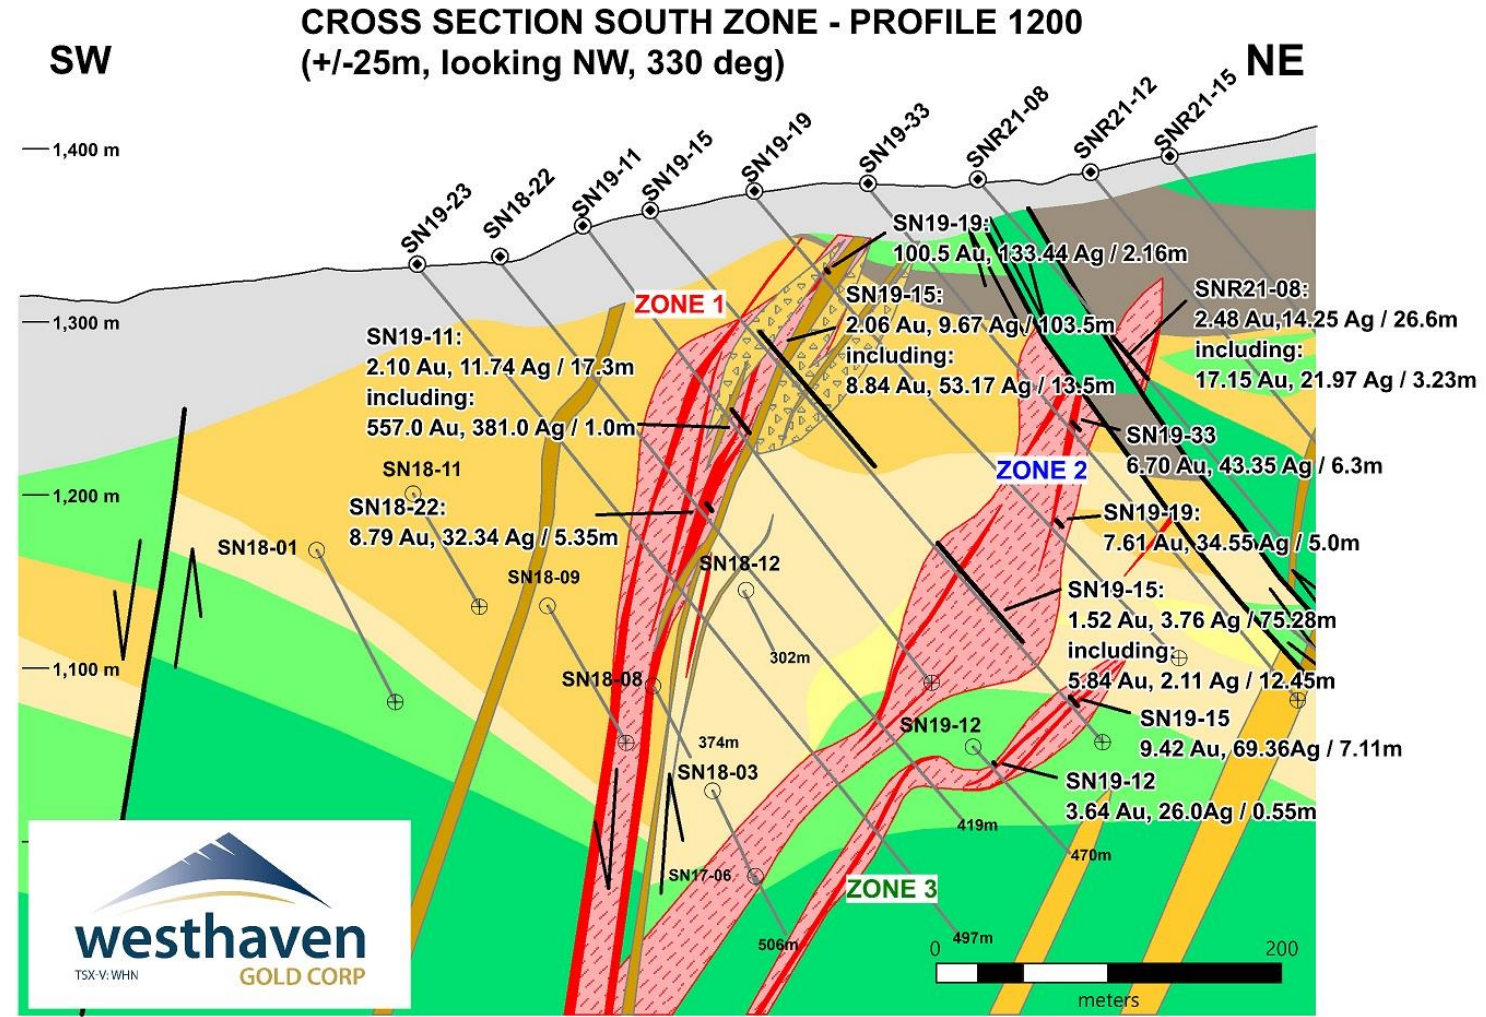 CROSS SECTION SOUTH ZONE - PROFILE 1200
(+/-25m, looking NW, 330 deg)
SW
NE
1,400 m
1,300 m
1,200 m
1,100 m
SN19-23
SN18-22
SN19-11
SN19-15
SN19-19
SN19-33
SNR21-08
SNR21-12
SNR21-15
SN19-19:
100.5 Au, 133.44 Ag / 2.16m
ZONE 1
SN19-15:
2.06 Au, 9.67 Ag / 103.5m
including:
8.84 Au, 53.17 Ag / 13.5m
SNR21-08:
2.48 Au,14.25 Ag / 26.6m
including:
17.15 Au, 21.97 Ag / 3.23m
SN19-11:
2.10 Au, 11.74 Ag / 17.3m
including:
557.0 Au, 381.0 Ag / 1.0m
SN19-33
6.70 Au, 43.35 Ag / 6.3m
ZONE 2
SN18-11
SN18-22:
8.79 Au, 32.34 Ag / 5.35m
SN19-19:
7.61 Au, 34.55 Ag / 5.0m
SN18-01
SN18-09
SN18-12
302m
SN19-15:
1.52 Au, 3.76 Ag / 75.28m
including:
5.84 Au, 2.11 Ag / 12.45m
SN18-08
SN19-15
9.42 Au, 69.36Ag / 7.11m
SN19-12
374m
SN18-03
SN19-12
3.64 Au, 26.0Ag / 0.55m
419m
470m
SN17-06
ZONE 3
506m
497m
0 200
meters
westhaven
TSX-V: WHN
GOLD CORP